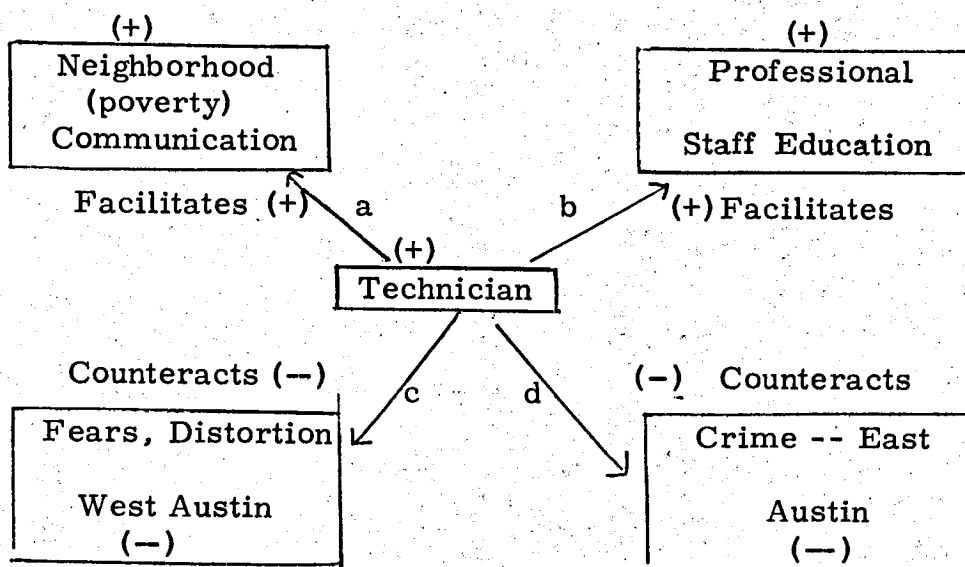 (+)
Neighborhood
(poverty)
Communication
(+)
Professional
Staff Education
Facilitates (+)
a
b
(+) Facilitates
(+)
Technician
Counteracts (--)
c
d
(-) Counteracts
Fears, Distortion
West Austin
(--)
Crime -- East
Austin
(--)